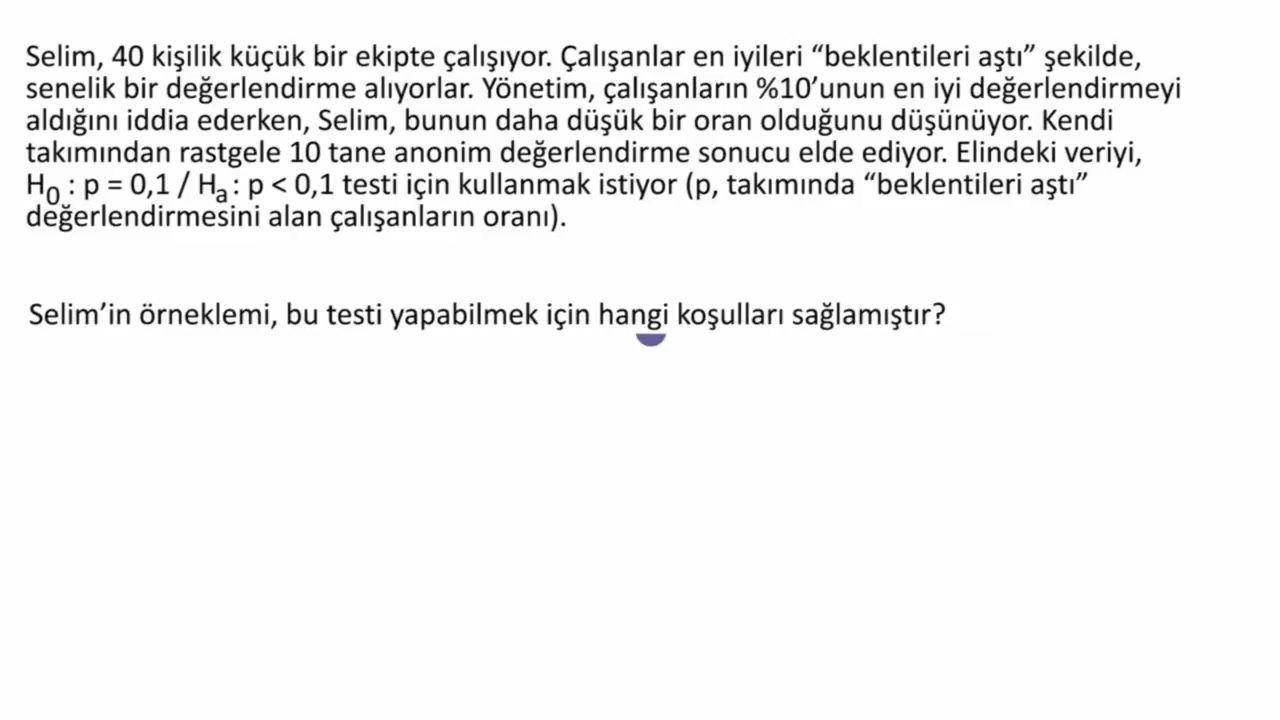 Selim, 40 kişilik küçük bir ekipte çalışıyor. Çalışanlar en iyileri “beklentileri aştı” şekilde,
senelik bir değerlendirme alıyorlar. Yönetim, çalışanların %10’unun en iyi değerlendirmeyi
aldığını iddia ederken, Selim, bunun daha düşük bir oran olduğunu düşünüyor. Kendi
takımından rastgele 10 tane anonim değerlendirme sonucu elde ediyor. Elindeki veriyi,
H₀ : p = 0,1 / Hₐ : p < 0,1 testi için kullanmak istiyor (p, takımında “beklentileri aştı”
değerlendirmesini alan çalışanların oranı).
Selim’in örneklemi, bu testi yapabilmek için hangi koşulları sağlamıştır?